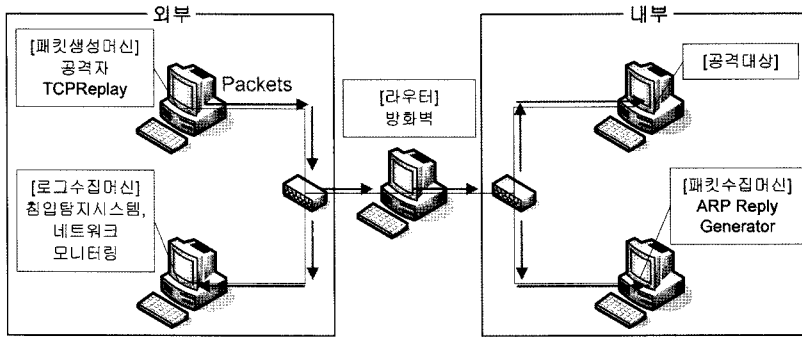 외부
[패킷생성머신]
공격자
TCPReplay
Packets
[로그수집머신]
침입탐지시스템,
네트워크
모니터링
[라우터]
방화벽
내부
[공격대상]
[패킷수집머신]
ARP Reply
Generator